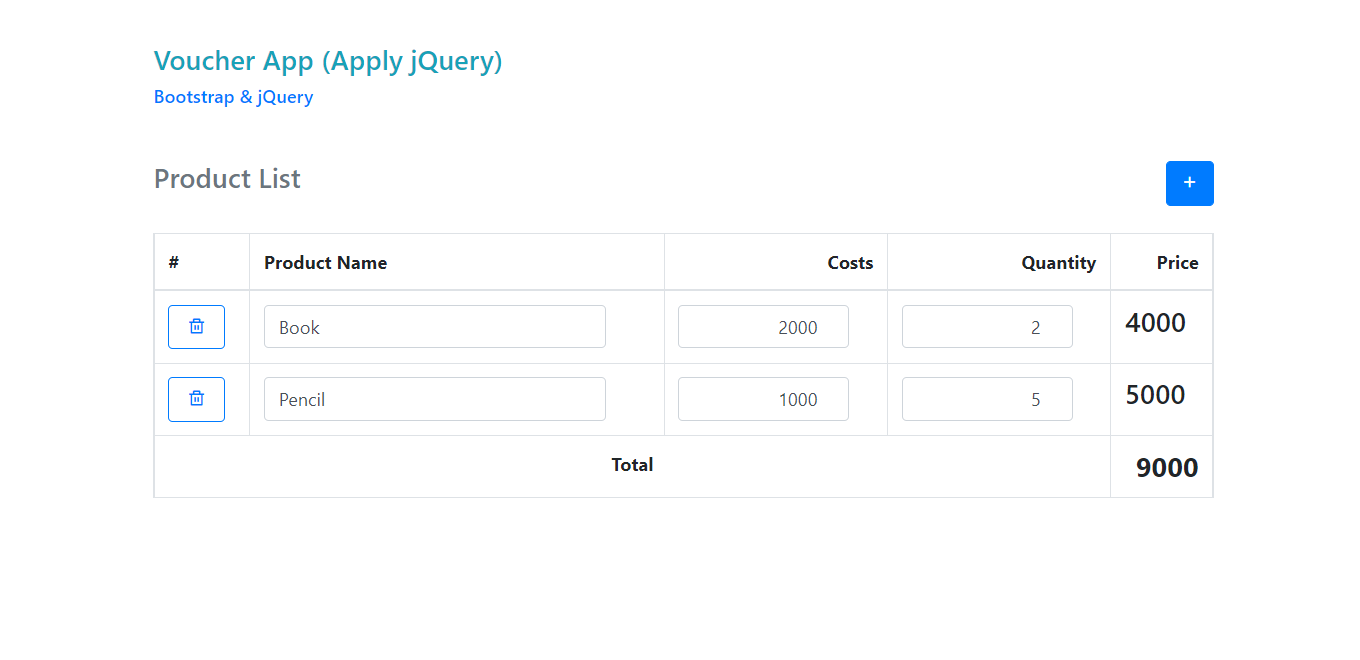 Voucher App (Apply jQuery)
Bootstrap & jQuery
Product List
+
# Product Name Costs Quantity Price
Book 2000 2 4000
Pencil 1000 5 5000
Total 9000